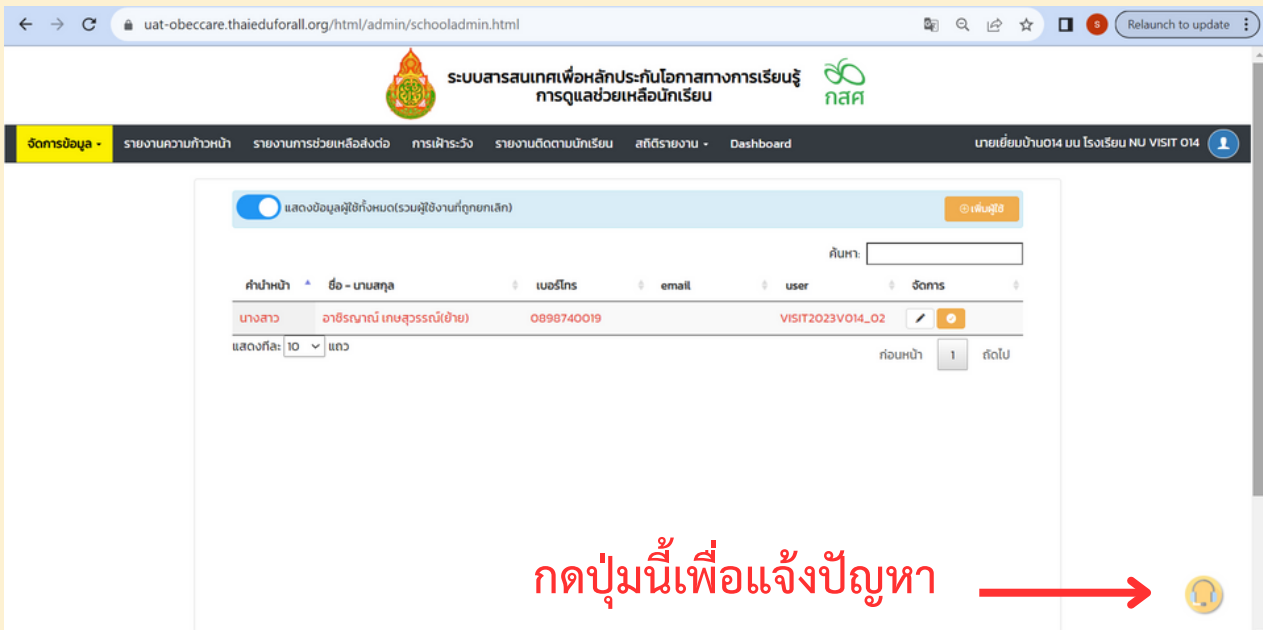 uat-obeccare.thaieduforall.org/html/admin/schooladmin.html
S
Relaunch to update
ระบบสารสนเทศเพื่อหลักประกันโอกาสทางการเรียนรู้
การดูแลช่วยเหลือนักเรียน
กสศ
จัดการข้อมูล
รายงานความก้าวหน้า
รายงานการช่วยเหลือส่งต่อ
การเฝ้าระวัง
รายงานติดตามนักเรียน
สถิติรายงาน
Dashboard
นายเยี่ยมบ้าน014 มน โรงเรียน NU VISIT 014
แสดงข้อมูลผู้ใช้ทั้งหมด(รวมผู้ใช้งานที่ถูกยกเลิก)
เพิ่มผู้ใช้
ค้นหา:
คำนำหน้า ชื่อ - นามสกุล เบอร์โทร email user จัดการ
นางสาว อาชิรญาณ์ เกษสุวรรณ์(ย้าย) 0898740019 VISIT2023V014_02
แสดงทีละ: 10 แถว
ก่อนหน้า 1 ถัดไป
กดปุ่มนี้เพื่อแจ้งปัญหา